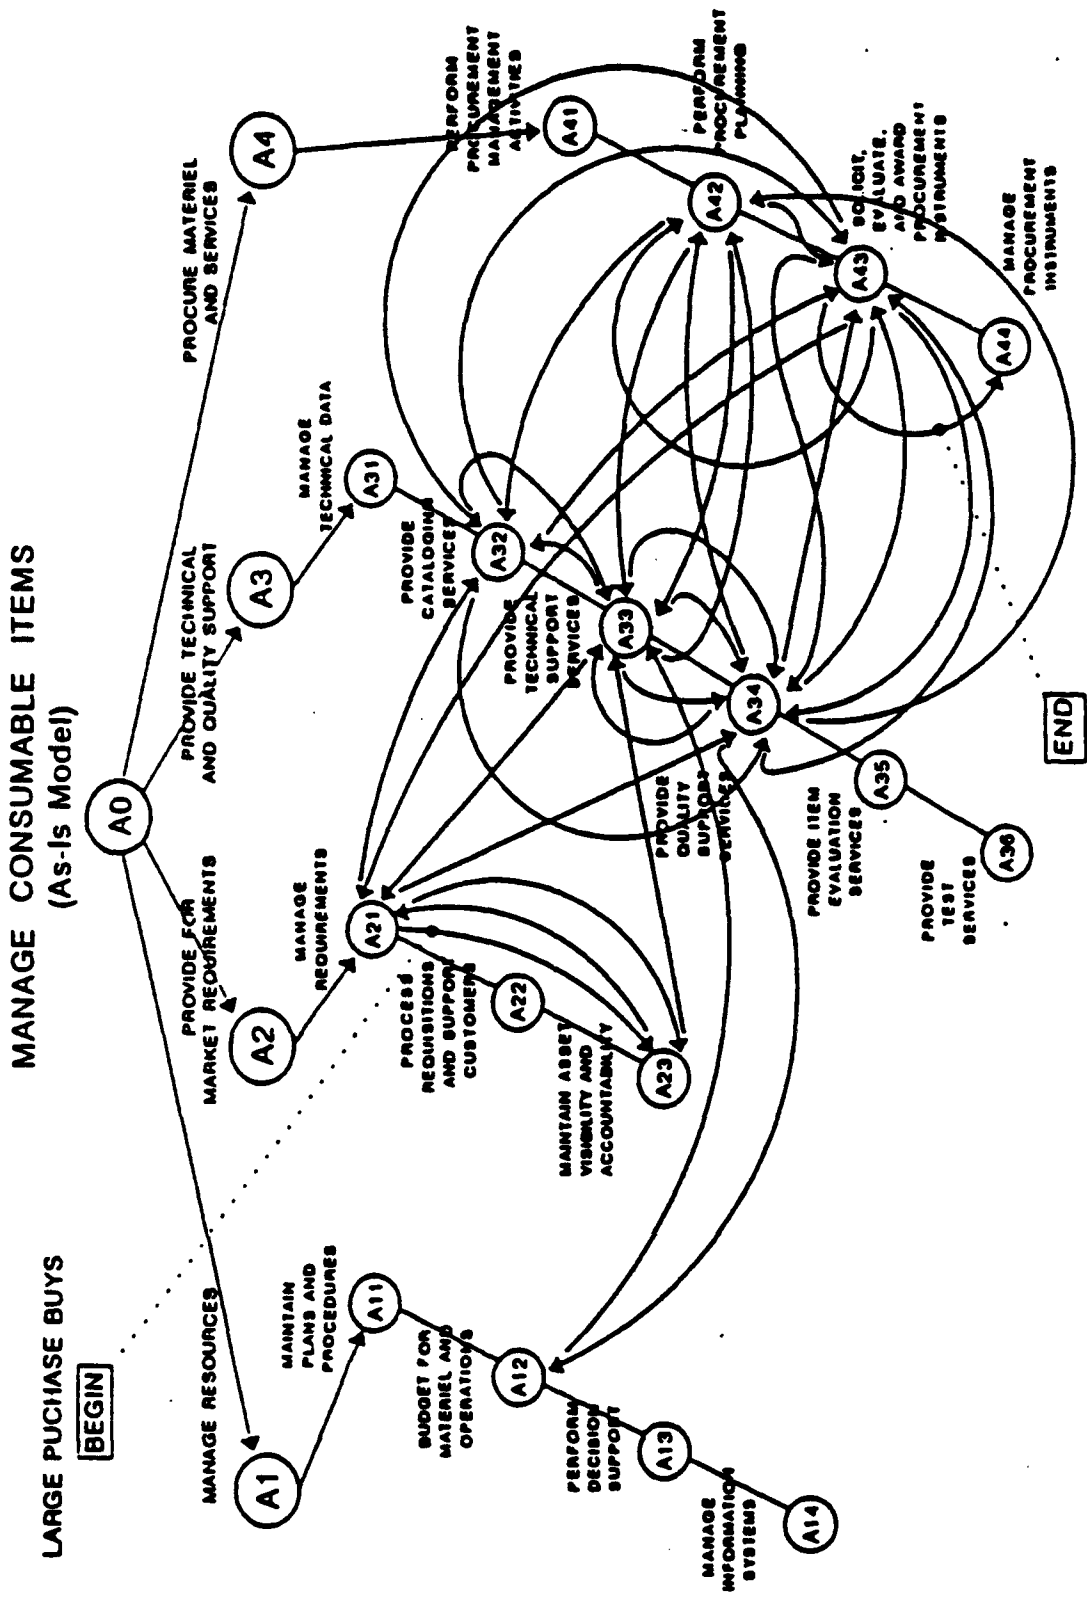 MANAGE CONSUMABLE ITEMS
(As-Is Model)
LARGE PUCHASE BUYS
BEGIN
A0
MANAGE RESOURCES
PROVIDE FOR
MARKET REQUIREMENTS
PROVIDE TECHNICAL
AND QUALITY SUPPORT
PROCURE MATERIEL
AND SERVICES
A1
A2
A3
A4
MAINTAIN
PLANS AND
PROCEDURES
A11
BUDGET FOR
MATERIEL AND
OPERATIONS
A12
PERFORM
DECISION
SUPPORT
A13
MANAGE
INFORMATION
SYSTEMS
A14
MANAGE
REQUIREMENTS
A21
PROCESS
REQUISITIONS
AND SUPPORT
CUSTOMERS
A22
MAINTAIN ASSET
VISIBILITY AND
ACCOUNTABILITY
A23
MANAGE
TECHNICAL DATA
A31
PROVIDE
CATALOGING
SERVICES
A32
PROVIDE
TECHNICAL
SUPPORT
SERVICES
A33
PROVIDE
QUALITY
SUPPORT
SERVICES
A34
PROVIDE ITEM
EVALUATION
SERVICES
A35
PROVIDE
TEST
SERVICES
A36
PERFORM
PROCUREMENT
MANAGEMENT
ACTIVITIES
A41
PERFORM
PROCUREMENT
PLANNING
A42
SOLICIT,
EVALUATE,
AND AWARD
PROCUREMENT
INSTRUMENTS
A43
MANAGE
PROCUREMENT
INSTRUMENTS
A44
END